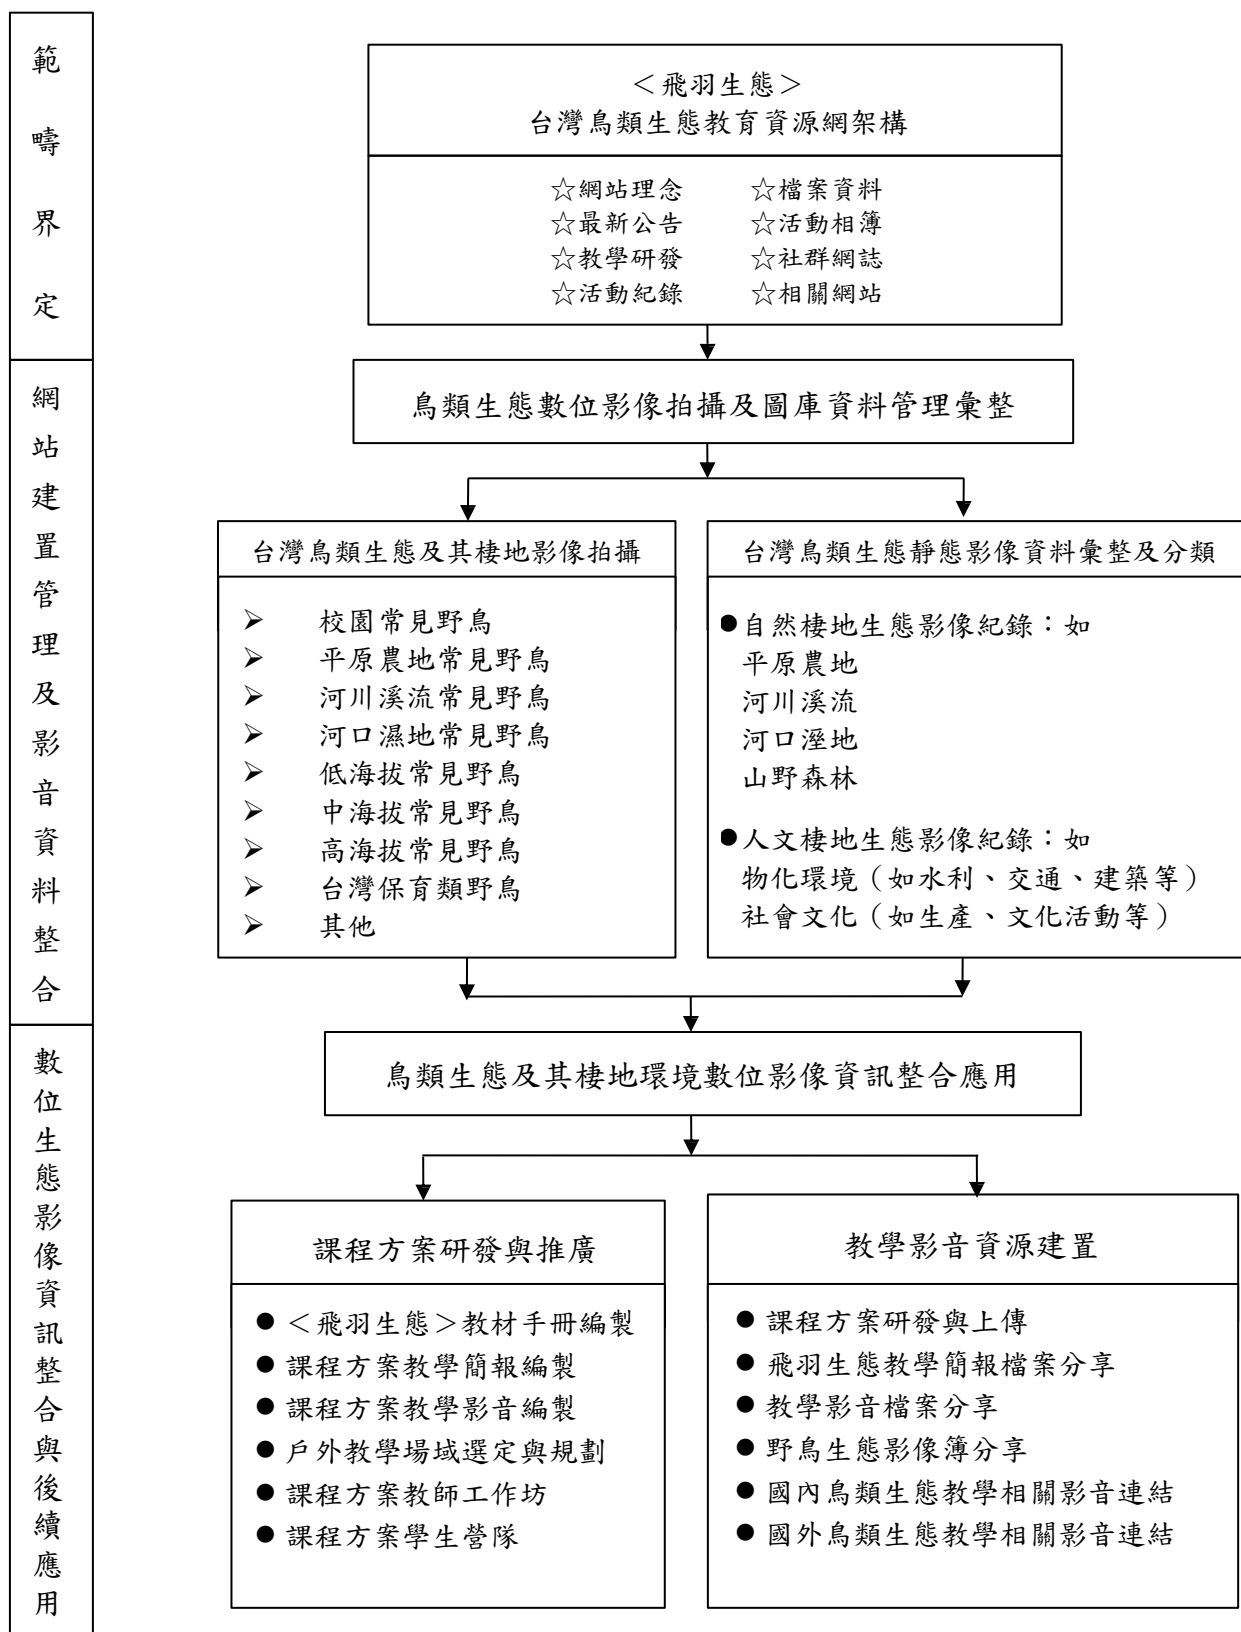 範疇界定
<飛羽生態>
台灣鳥類生態教育資源網架構
☆網站理念 ☆檔案資料
☆最新公告 ☆活動相簿
☆教學研發 ☆社群網誌
☆活動紀錄 ☆相關網站
網站建置管理及影音資料整合
鳥類生態數位影像拍攝及圖庫資料管理彙整
台灣鳥類生態及其棲地影像拍攝
➢ 校園常見野鳥
➢ 平原農地常見野鳥
➢ 河川溪流常見野鳥
➢ 河口濕地常見野鳥
➢ 低海拔常見野鳥
➢ 中海拔常見野鳥
➢ 高海拔常見野鳥
➢ 台灣保育類野鳥
➢ 其他
台灣鳥類生態靜態影像資料彙整及分類
●自然棲地生態影像紀錄：如
平原農地
河川溪流
河口溼地
山野森林
●人文棲地生態影像紀錄：如
物化環境（如水利、交通、建築等）
社會文化（如生產、文化活動等）
數位生態影像資訊整合與後續應用
鳥類生態及其棲地環境數位影像資訊整合應用
課程方案研發與推廣
●<飛羽生態>教材手冊編製
●課程方案教學簡報編製
●課程方案教學影音編製
●戶外教學場域選定與規劃
●課程方案教師工作坊
●課程方案學生營隊
教學影音資源建置
●課程方案研發與上傳
●飛羽生態教學簡報檔案分享
●教學影音檔案分享
●野鳥生態影像簿分享
●國內鳥類生態教學相關影音連結
●國外鳥類生態教學相關影音連結